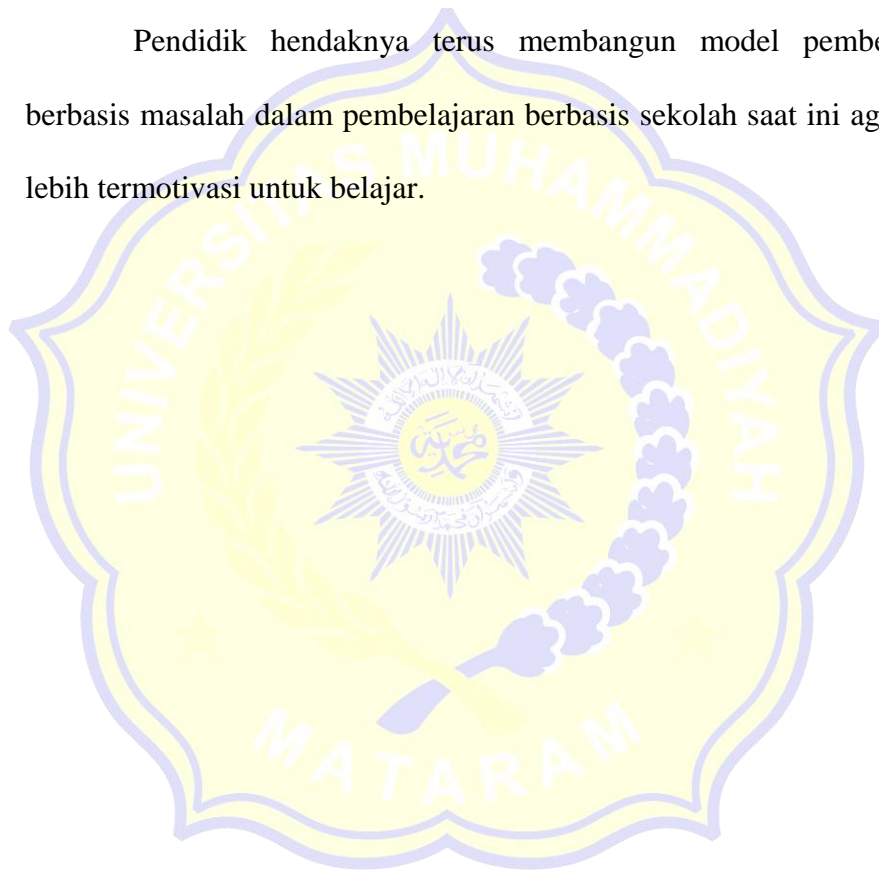 Pendidik hendaknya terus membangun model pembe
berbasis masalah dalam pembelajaran berbasis sekolah saat ini ag
lebih termotivasi untuk belajar.
UNIVERSITAS MUHAMMADIYAH
MATARAM